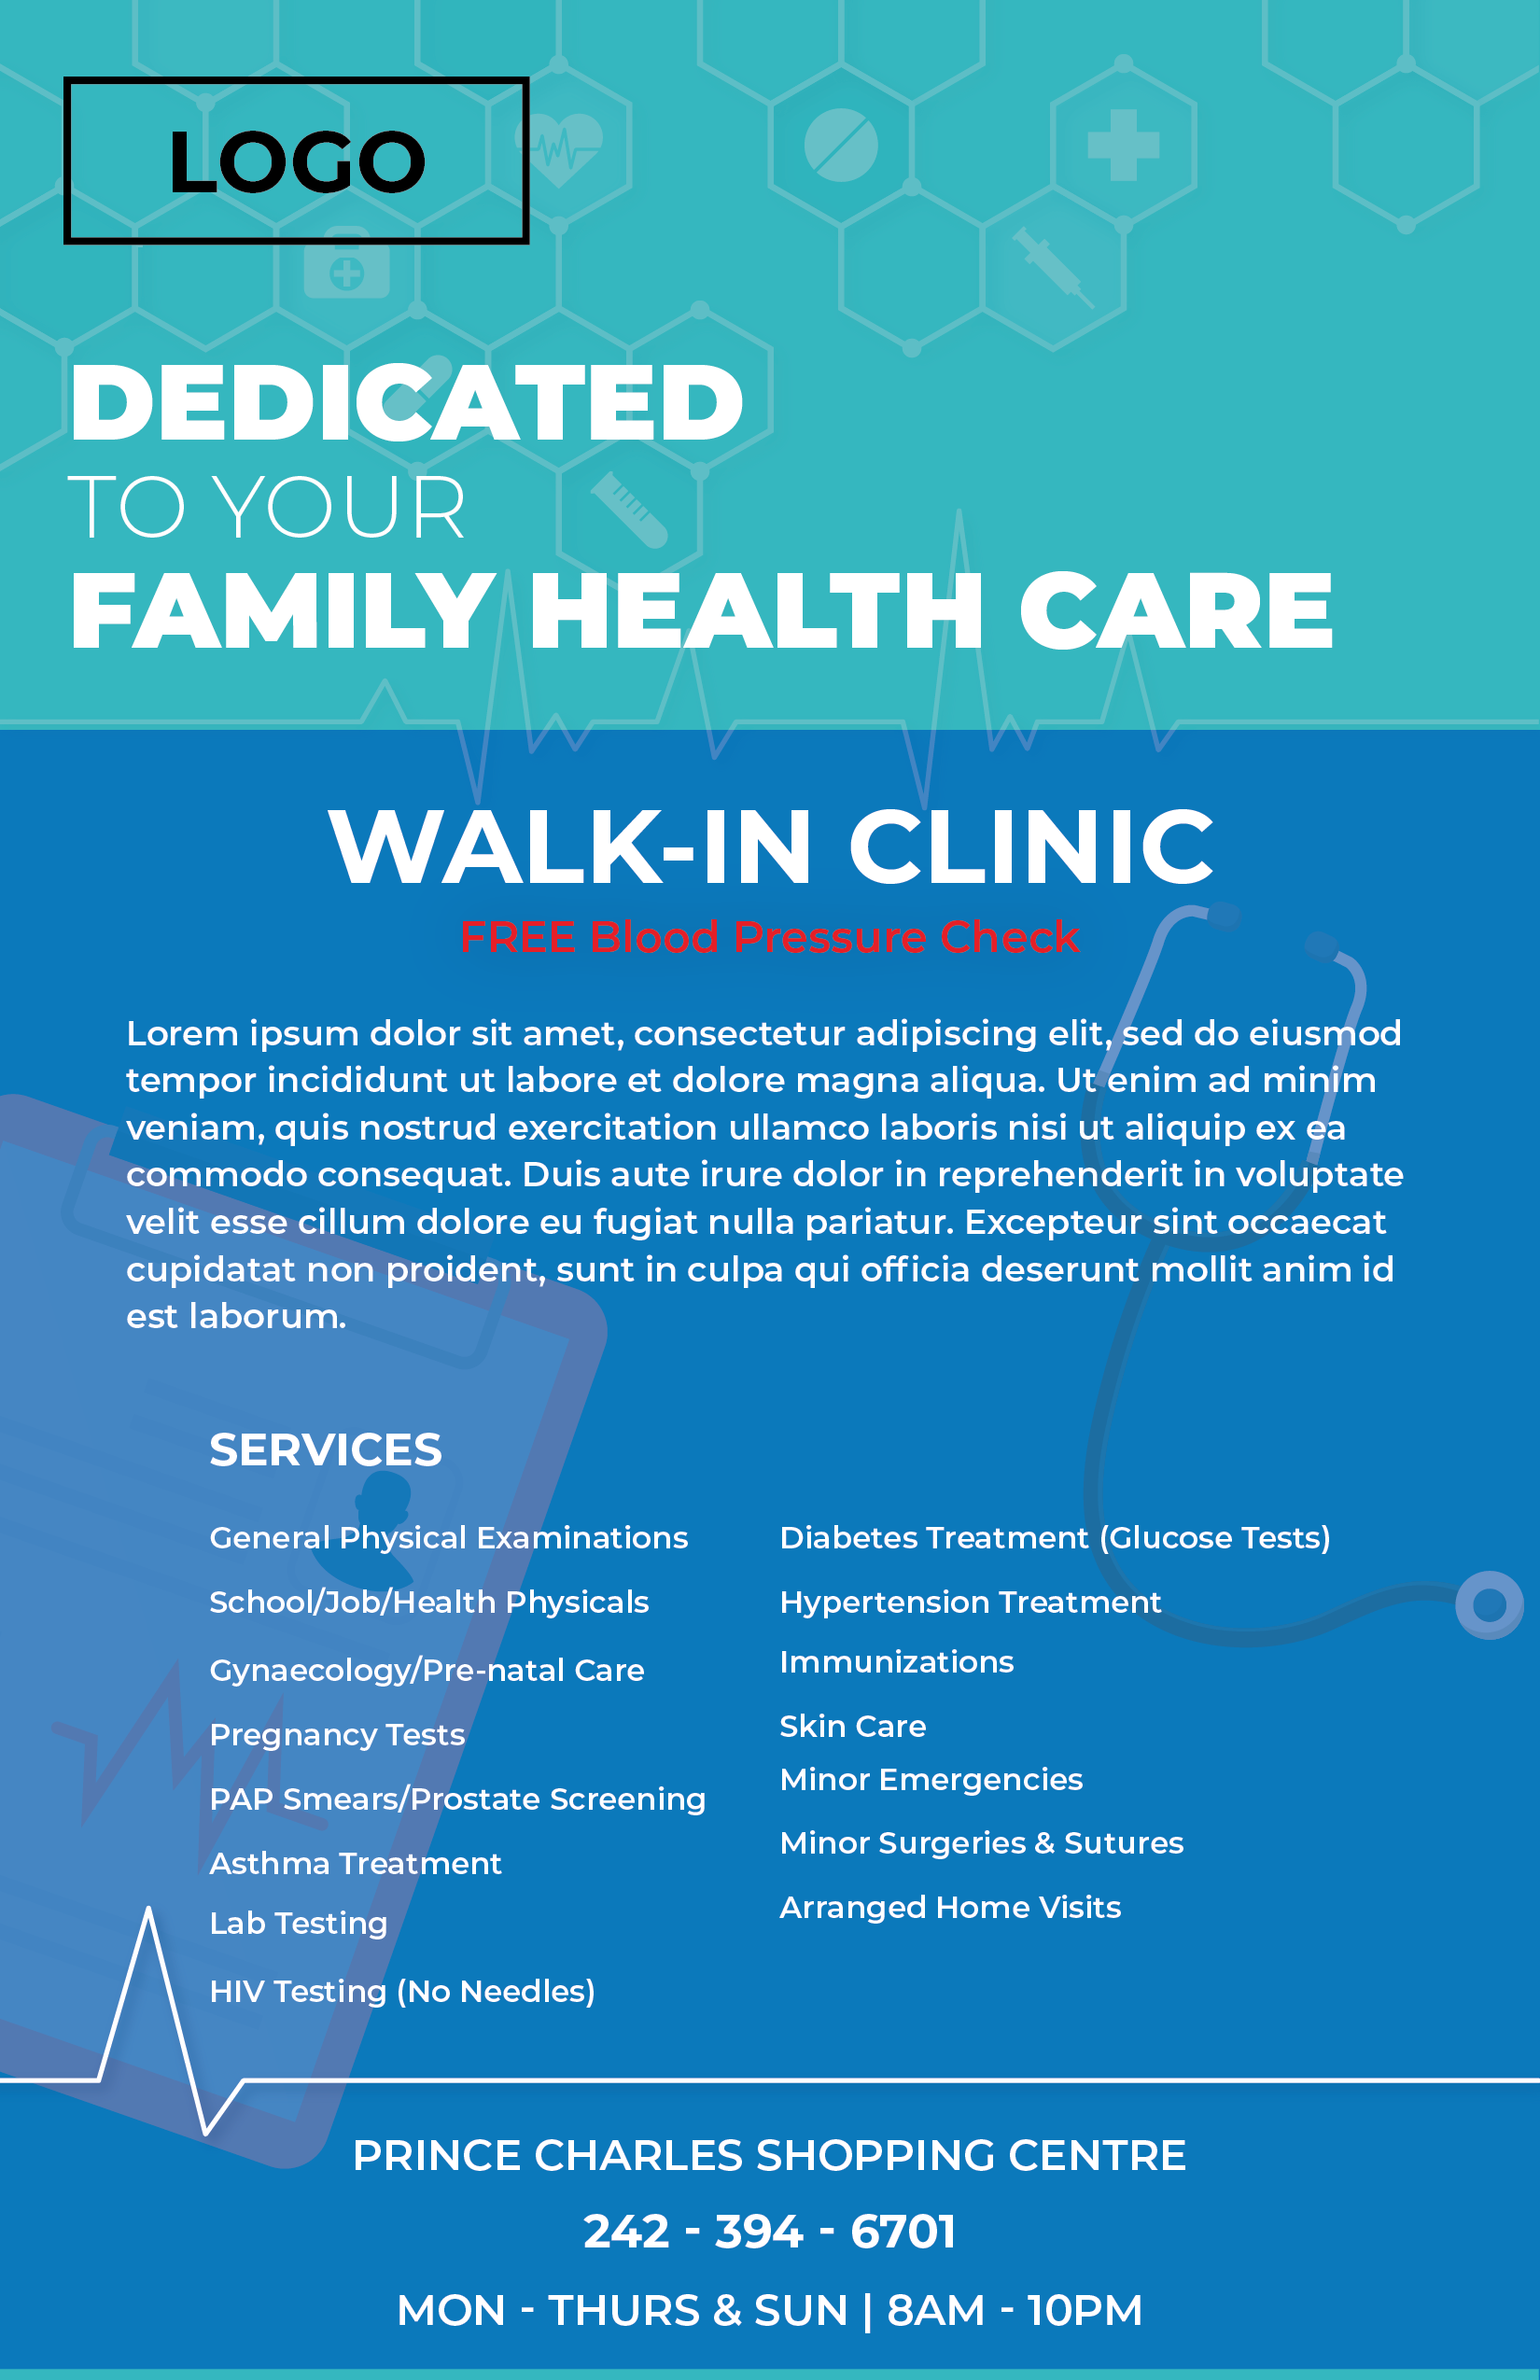 LOGO
DEDICATED
TO YOUR
FAMILY HEALTH CARE
WALK-IN CLINIC
FREE Blood Pressure Check
Lorem ipsum dolor sit amet, consectetur adipiscing elit, sed do eiusmod
tempor incididunt ut labore et dolore magna aliqua. Ut enim ad minim
veniam, quis nostrud exercitation ullamco laboris nisi ut aliquip ex ea
commodo consequat. Duis aute irure dolor in reprehenderit in voluptate
velit esse cillum dolore eu fugiat nulla pariatur. Excepteur sint occaecat
cupidatat non proident, sunt in culpa qui officia deserunt mollit anim id
est laborum.
SERVICES
General Physical Examinations
School/Job/Health Physicals
Gynaecology/Pre-natal Care
Pregnancy Tests
PAP Smears/Prostate Screening
Asthma Treatment
Lab Testing
HIV Testing (No Needles)
Diabetes Treatment (Glucose Tests)
Hypertension Treatment
Immunizations
Skin Care
Minor Emergencies
Minor Surgeries & Sutures
Arranged Home Visits
PRINCE CHARLES SHOPPING CENTRE
242 - 394 - 6701
MON - THURS & SUN | 8AM - 10PM